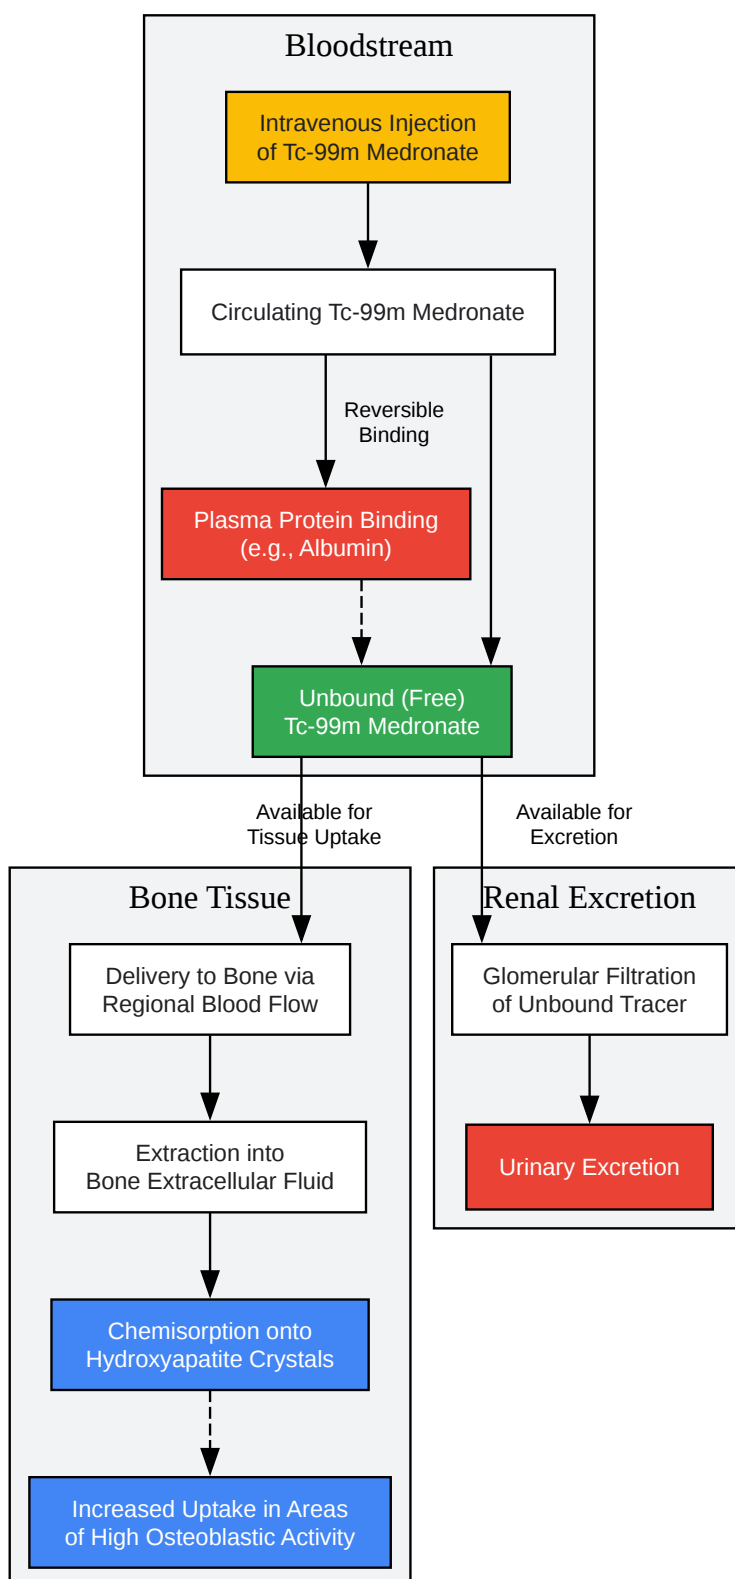 Bloodstream
Intravenous Injection
of Tc-99m Medronate
Circulating Tc-99m Medronate
Reversible
Binding
Plasma Protein Binding
(e.g., Albumin)
Unbound (Free)
Tc-99m Medronate
Available for
Tissue Uptake
Available for
Excretion
Bone Tissue
Delivery to Bone via
Regional Blood Flow
Extraction into
Bone Extracellular Fluid
Chemisorption onto
Hydroxyapatite Crystals
Increased Uptake in Areas
of High Osteoblastic Activity
Renal Excretion
Glomerular Filtration
of Unbound Tracer
Urinary Excretion